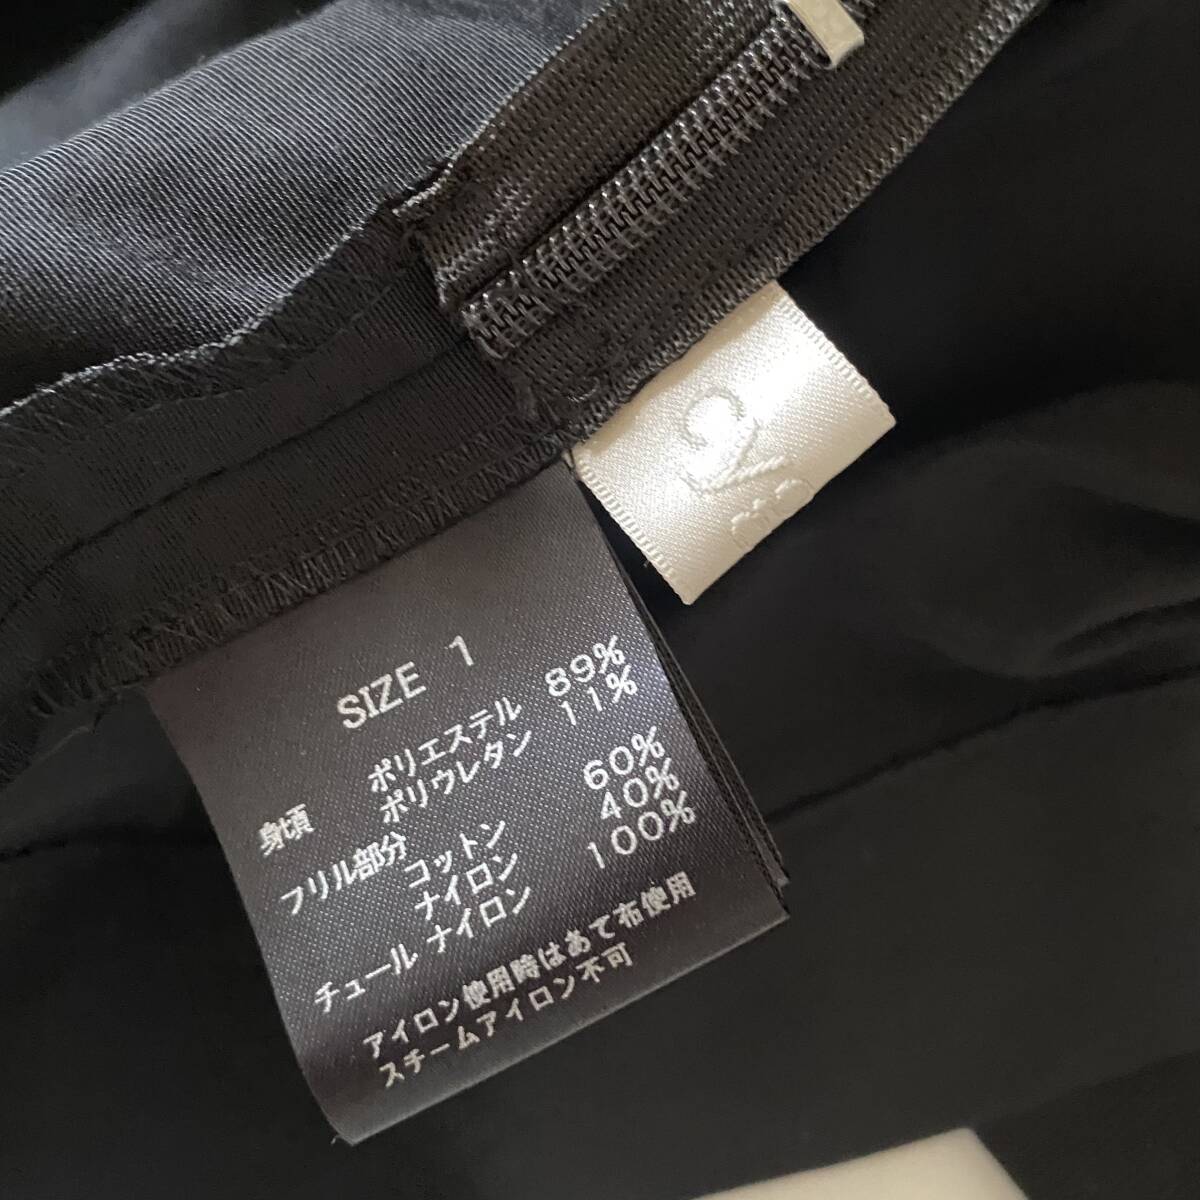 SIZE 1
身頃 ポリエステル 89%
ポリウレタン 11%
フリル部分 コットン 60%
ナイロン 40%
チュール ナイロン 100%
アイロン使用時はあて布使用
スチームアイロン不可